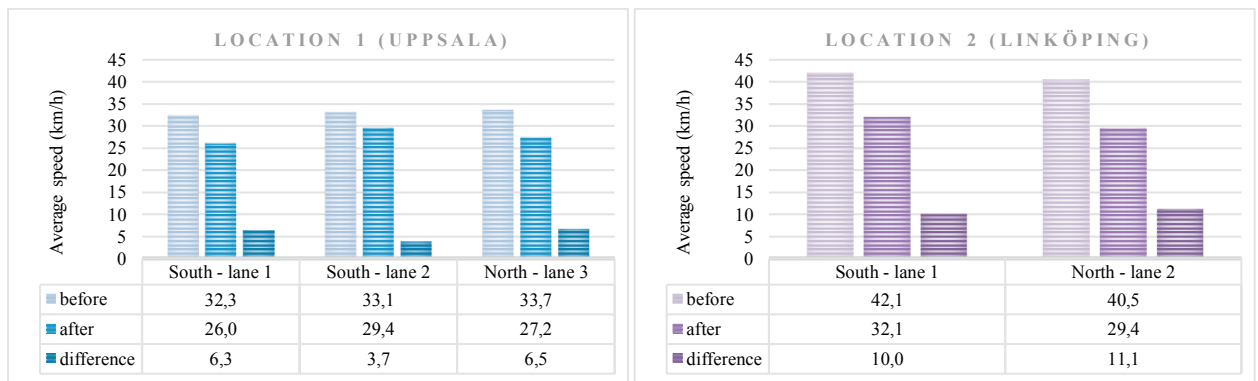 LOCATION 1 (UPPSALA)
Average speed (km/h)
45
40
35
30
25
20
15
10
5
0
South - lane 1 South - lane 2 North - lane 3
before 32,3 33,1 33,7
after 26,0 29,4 27,2
difference 6,3 3,7 6,5
LOCATION 2 (LINKÖPING)
Average speed (km/h)
45
40
35
30
25
20
15
10
5
0
South - lane 1 North - lane 2
before 42,1 40,5
after 32,1 29,4
difference 10,0 11,1